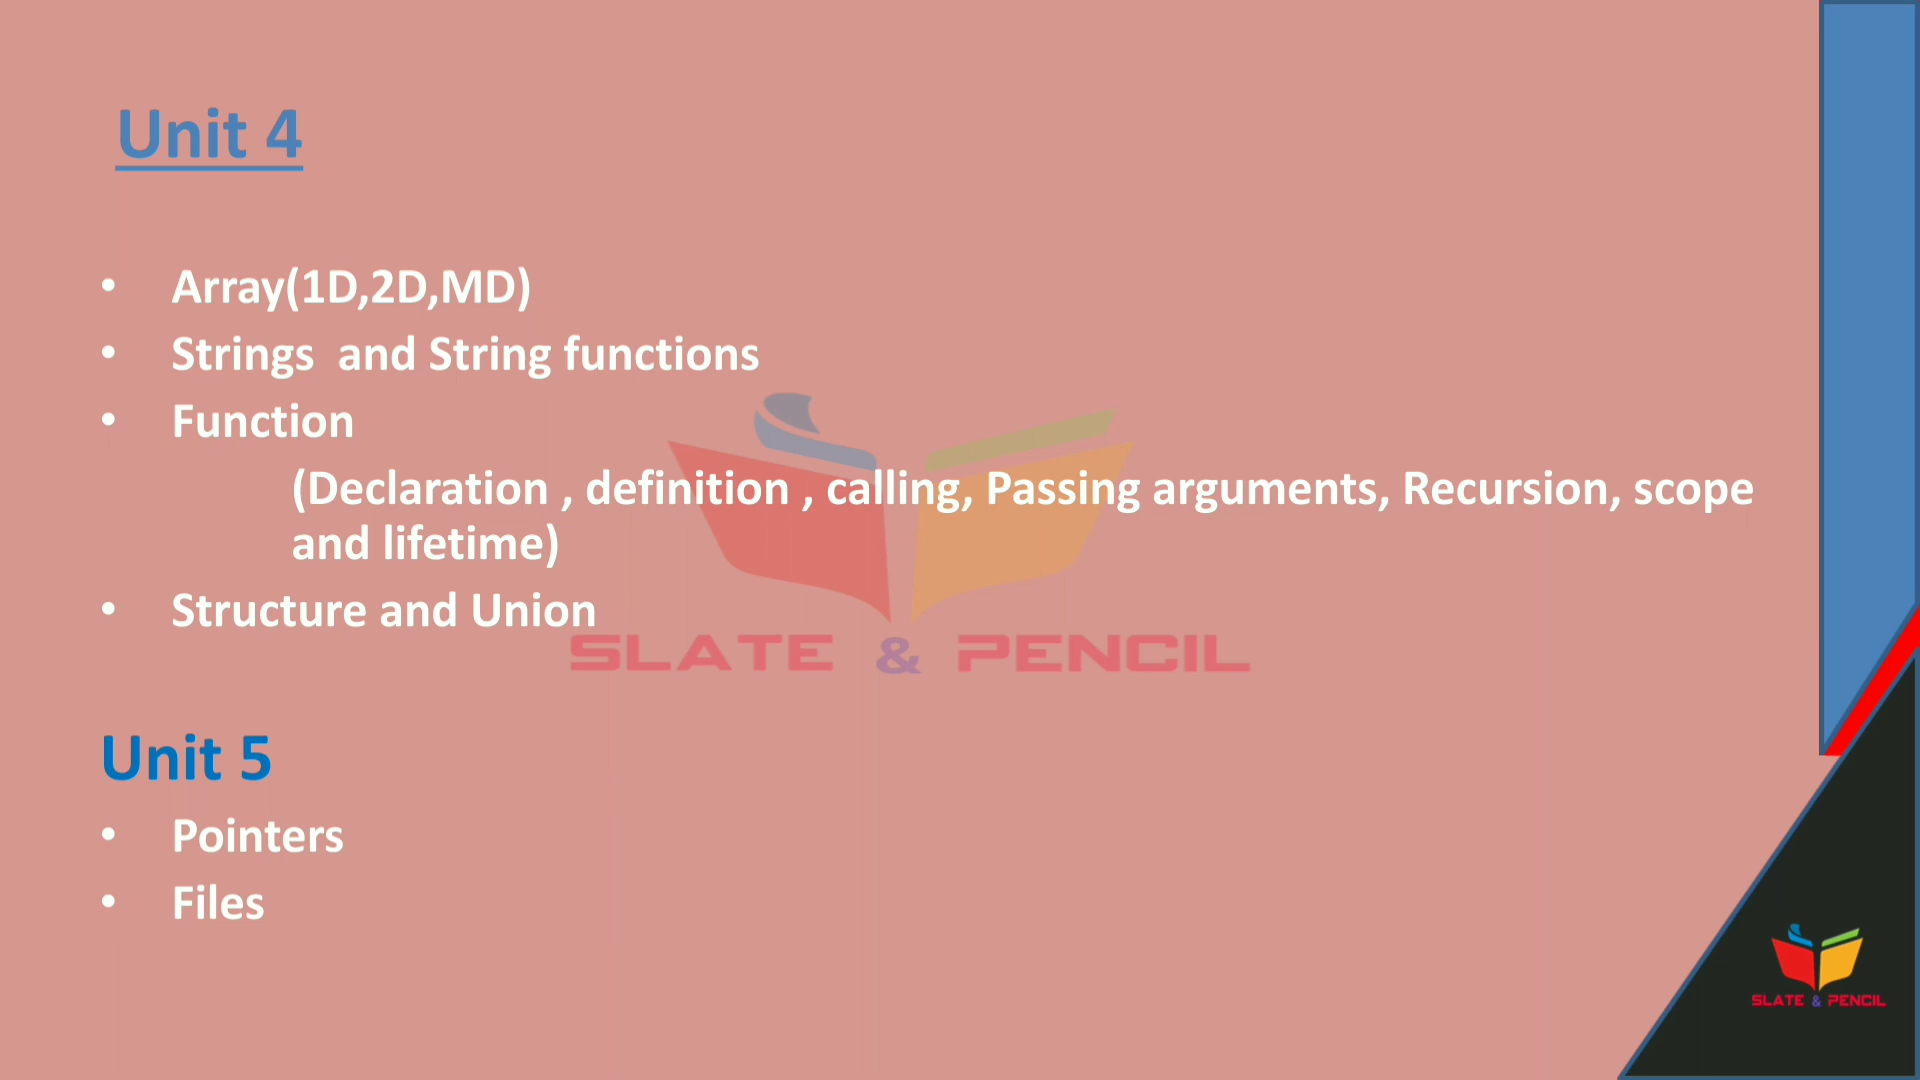 Unit 4
• Array(1D,2D,MD)
• Strings  and String functions
• Function
(Declaration , definition , calling, Passing arguments, Recursion, scope
and lifetime)
• Structure and Union
SLATE & PENCIL
Unit 5
• Pointers
• Files
SLATE & PENCIL